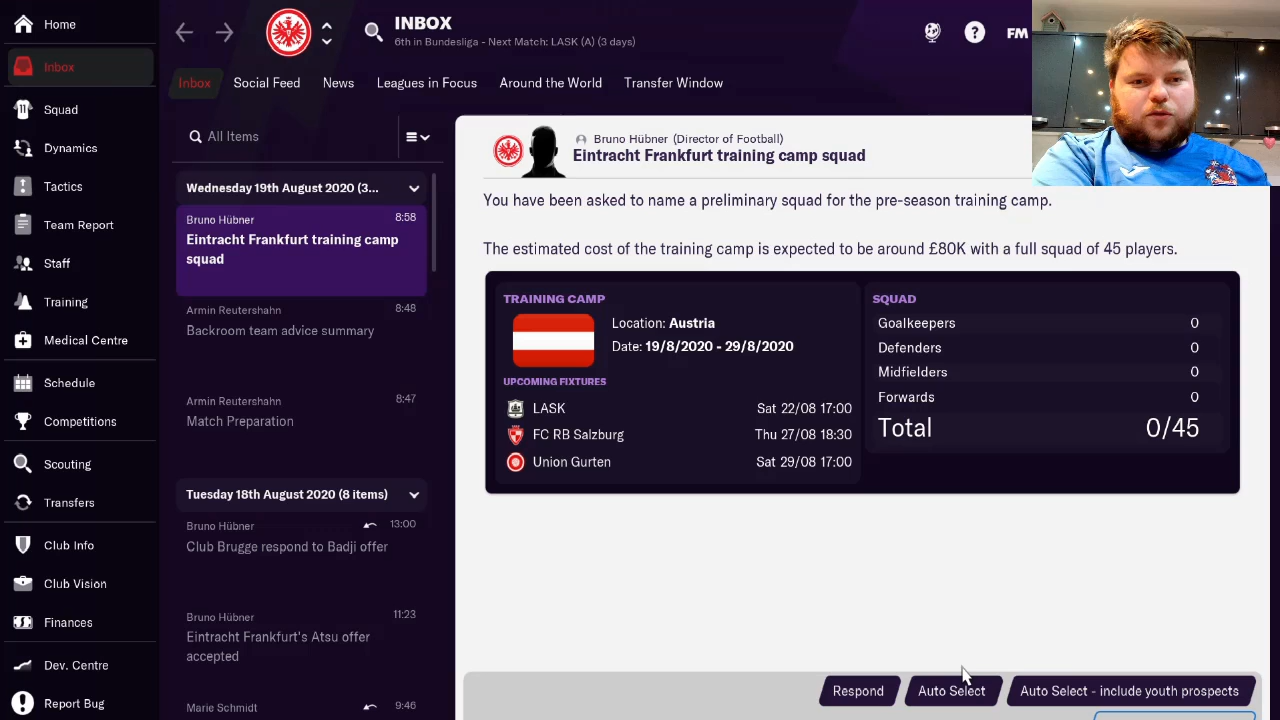 Home
Inbox
Squad
Dynamics
Tactics
Team Report
Staff
Training
Medical Centre
Schedule
Competitions
Scouting
Transfers
Club Info
Club Vision
Finances
Dev. Centre
Report Bug
INBOX
6th in Bundesliga - Next Match: LASK (A) (3 days)
? FM
Inbox Social Feed News Leagues in Focus Around the World Transfer Window
All Items
Wednesday 19th August 2020 (3...
Bruno Hübner 8:58
Eintracht Frankfurt training camp
squad
Armin Reutershahn 8:48
Backroom team advice summary
Armin Reutershahn 8:47
Match Preparation
Tuesday 18th August 2020 (8 items)
Bruno Hübner 13:00
Club Brugge respond to Badji offer
Bruno Hübner 11:23
Eintracht Frankfurt's Atsu offer
accepted
Marie Schmidt 9:46
Bruno Hübner (Director of Football)
Eintracht Frankfurt training camp squad
You have been asked to name a preliminary squad for the pre-season training camp.
The estimated cost of the training camp is expected to be around £80K with a full squad of 45 players.
TRAINING CAMP
Location: Austria
Date: 19/8/2020 - 29/8/2020
UPCOMING FIXTURES
LASK Sat 22/08 17:00
FC RB Salzburg Thu 27/08 18:30
Union Gurten Sat 29/08 17:00
SQUAD
Goalkeepers 0
Defenders 0
Midfielders 0
Forwards 0
Total 0/45
Respond Auto Select Auto Select - include youth prospects